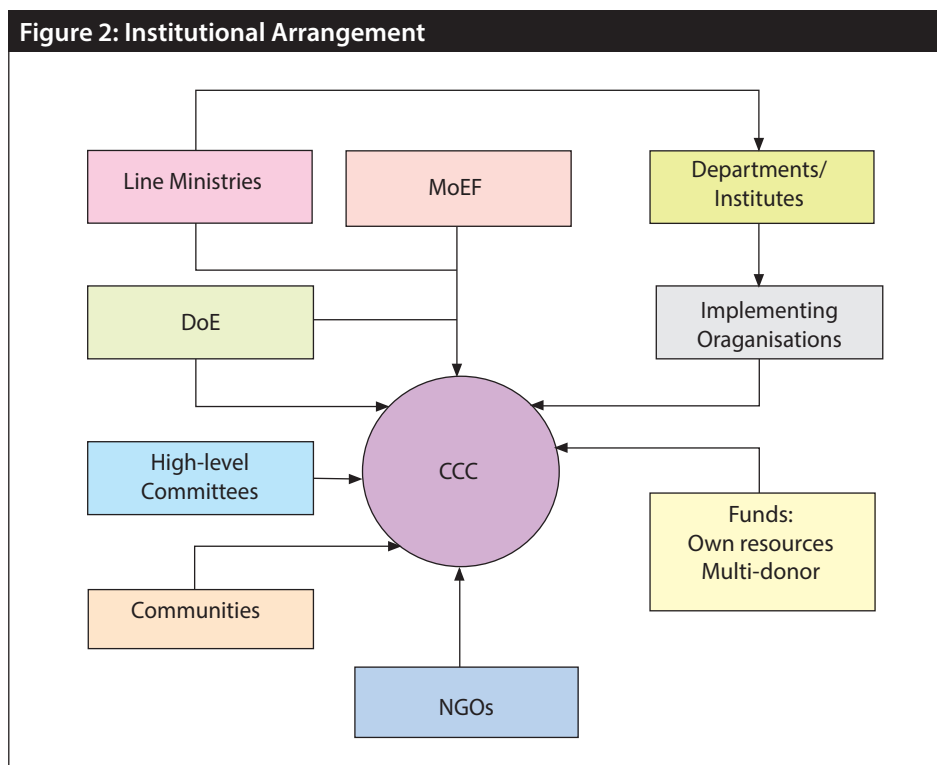 Figure 2: Institutional Arrangement
Line Ministries
MoEF
Departments/
Institutes
DoE
Implementing
Oraganisations
High-level
Committees
CCC
Funds:
Own resources
Multi-donor
Communities
NGOs